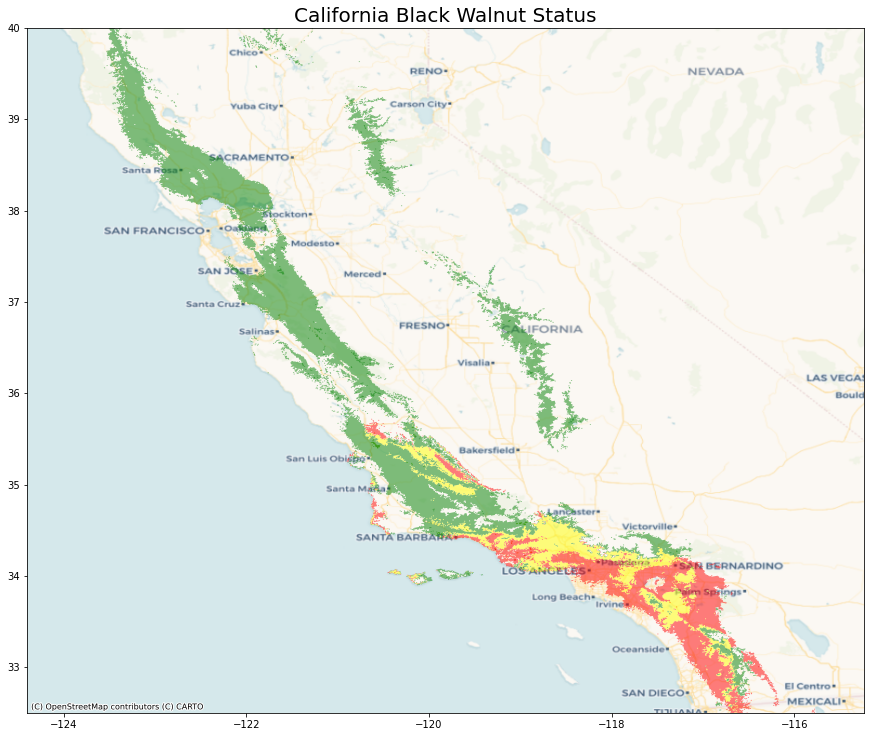 California Black Walnut Status
40
39
38
37
36
35
34
33
−124
−122
−120
−118
−116
Chico
RENO
NEVADA
Yuba City
Carson City
SACRAMENTO
Santa Rosa
Stockton
SAN FRANCISCO
Oakland
Modesto
SAN JOSE
Merced
Santa Cruz
Salinas
FRESNO
CALIFORNIA
Visalia
LAS VEGAS
Bould
Bakersfield
San Luis Obispo
Santa Maria
Lancaster
Victorville
SANTA BARBARA
Pasadena
SAN BERNARDINO
LOS ANGELES
Palm Springs
Long Beach
Irvine
Oceanside
El Centro
SAN DIEGO
MEXICALI
TIJUANA
(C) OpenStreetMap contributors (C) CARTO